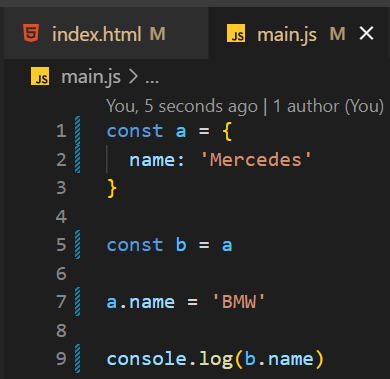 index.html M
main.js M
JS main.js > ...
You, 5 seconds ago | 1 author (You)
1 const a = {
2 name: 'Mercedes'
3 }
4
5 const b = a
6
7 a.name = 'BMW'
8
9 console.log(b.name)